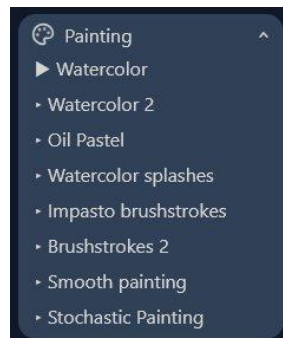 Painting
Watercolor
Watercolor 2
Oil Pastel
Watercolor splashes
Impasto brushstrokes
Brushstrokes 2
Smooth painting
Stochastic Painting